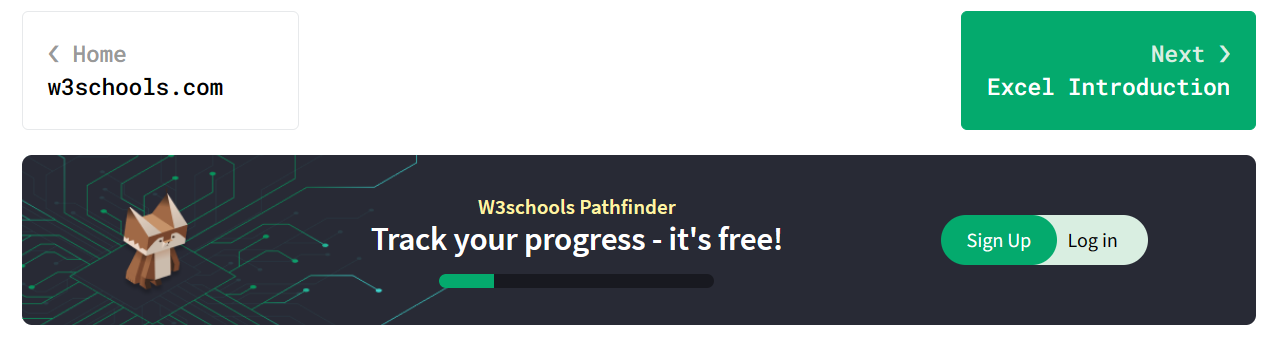 ❮ Home
w3schools.com
Next ❯
Excel Introduction
W3schools Pathfinder
Track your progress - it's free!
Sign Up
Log in